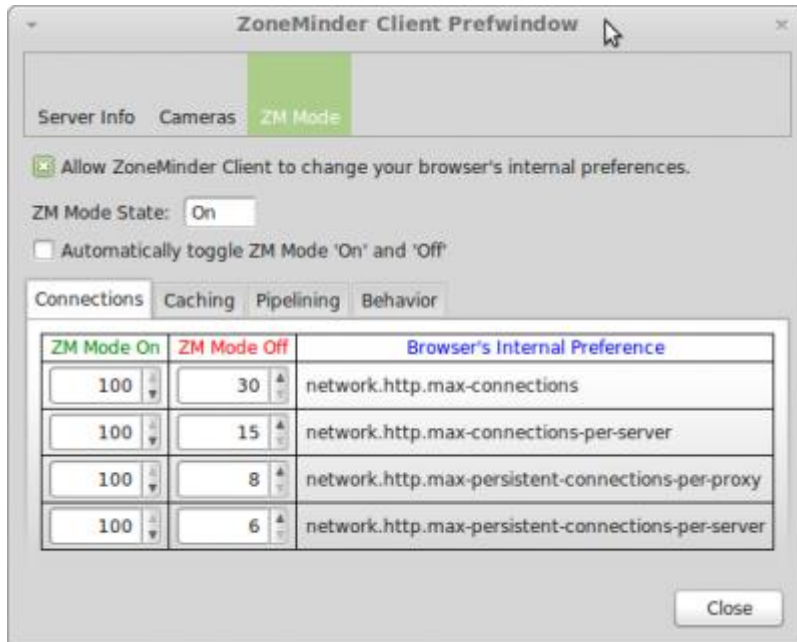 ZoneMinder Client Prefwindow
Server Info Cameras ZM Mode
Allow ZoneMinder Client to change your browser's internal preferences.
ZM Mode State: On
Automatically toggle ZM Mode 'On' and 'Off'
Connections Caching Pipelining Behavior
ZM Mode On ZM Mode Off Browser's Internal Preference
100 30 network.http.max-connections
100 15 network.http.max-connections-per-server
100 8 network.http.max-persistent-connections-per-proxy
100 6 network.http.max-persistent-connections-per-server
Close